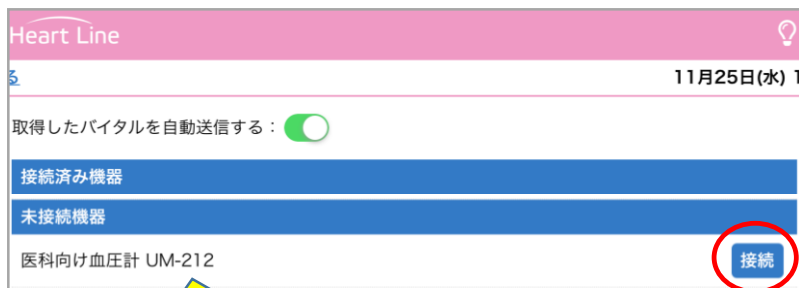 Heart Line
る
11月25日(水) 1
取得したバイタルを自動送信する：
接続済み機器
未接続機器
医科向け血圧計 UM-212
接続